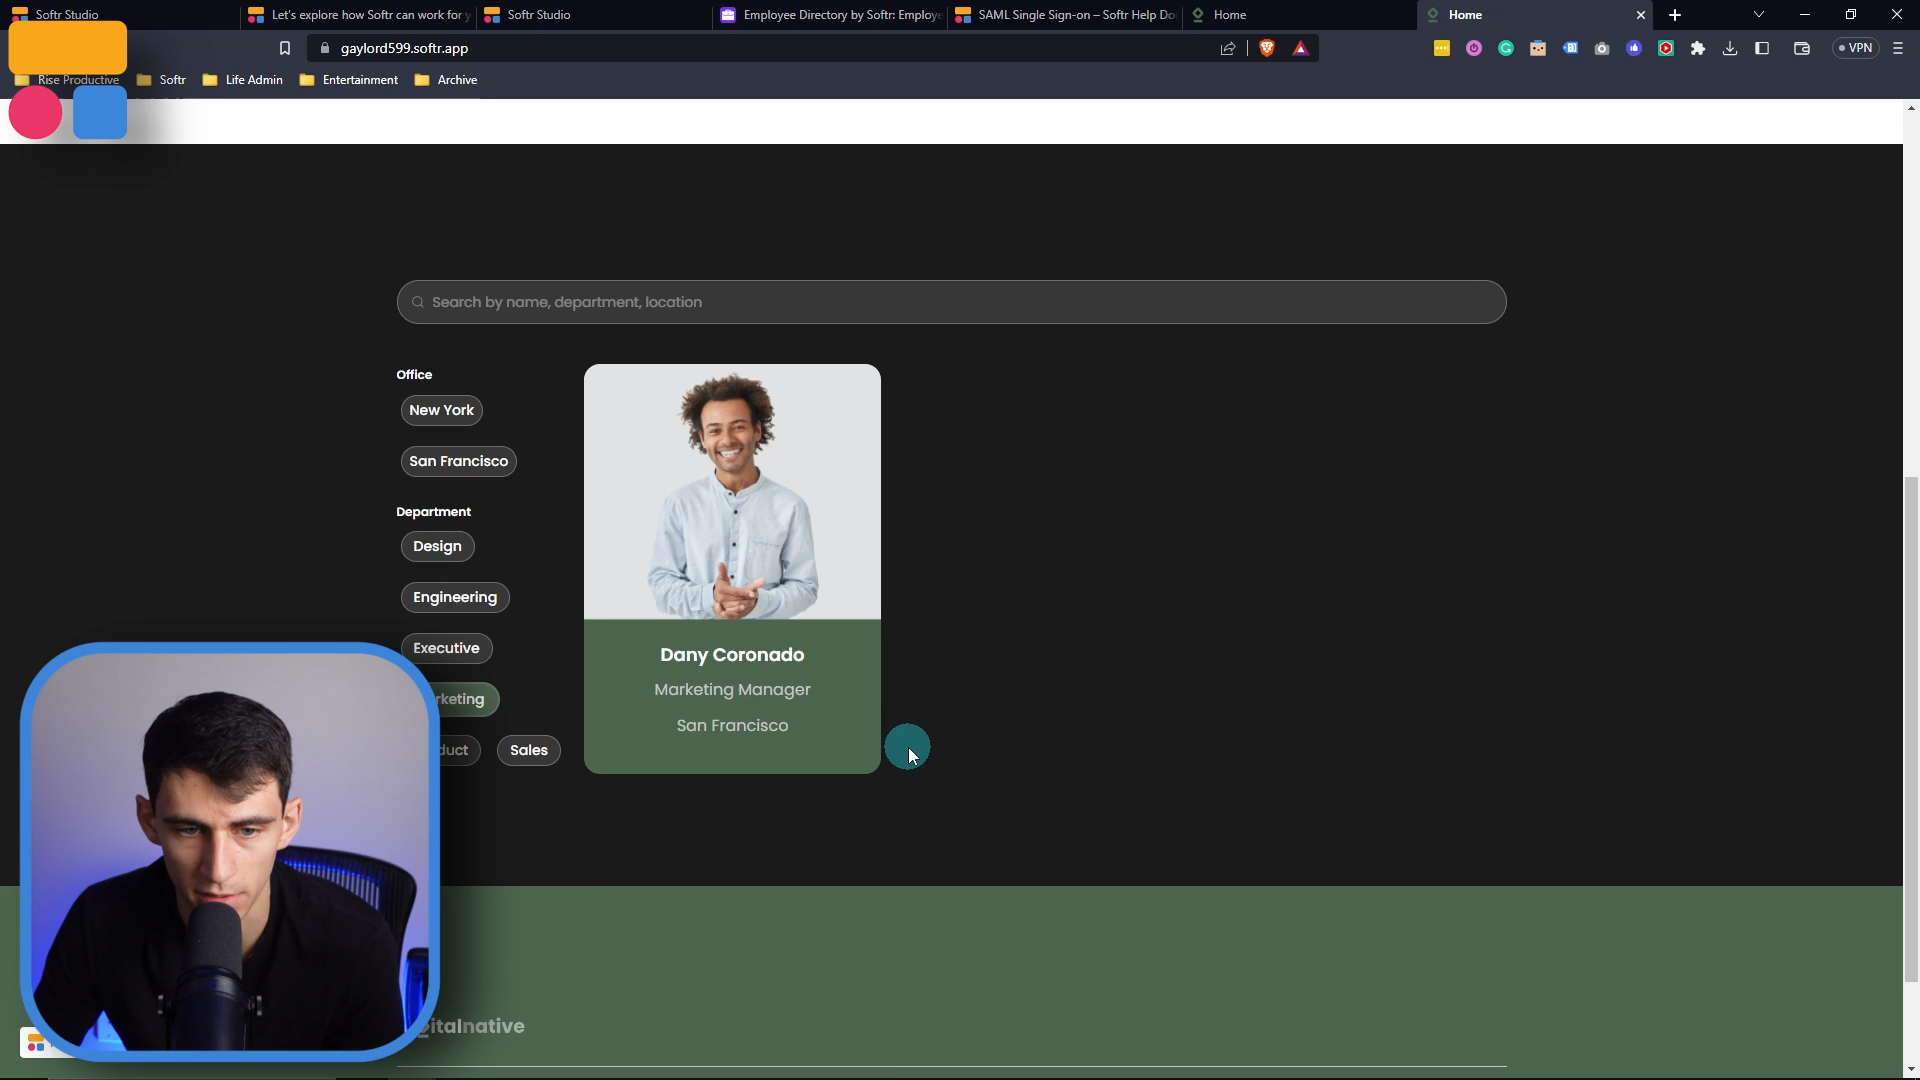 Softr Studio
Let's explore how Softr can work for y
Softr Studio
Employee Directory by Softr: Employe
SAML Single Sign-on – Softr Help Do
Home
Home
gaylord599.softr.app
VPN
Rise Productive
Softr
Life Admin
Entertainment
Archive
Search by name, department, location
Office
New York
San Francisco
Department
Design
Engineering
Executive
rketing
duct
Sales
Dany Coronado
Marketing Manager
San Francisco
gitalnative